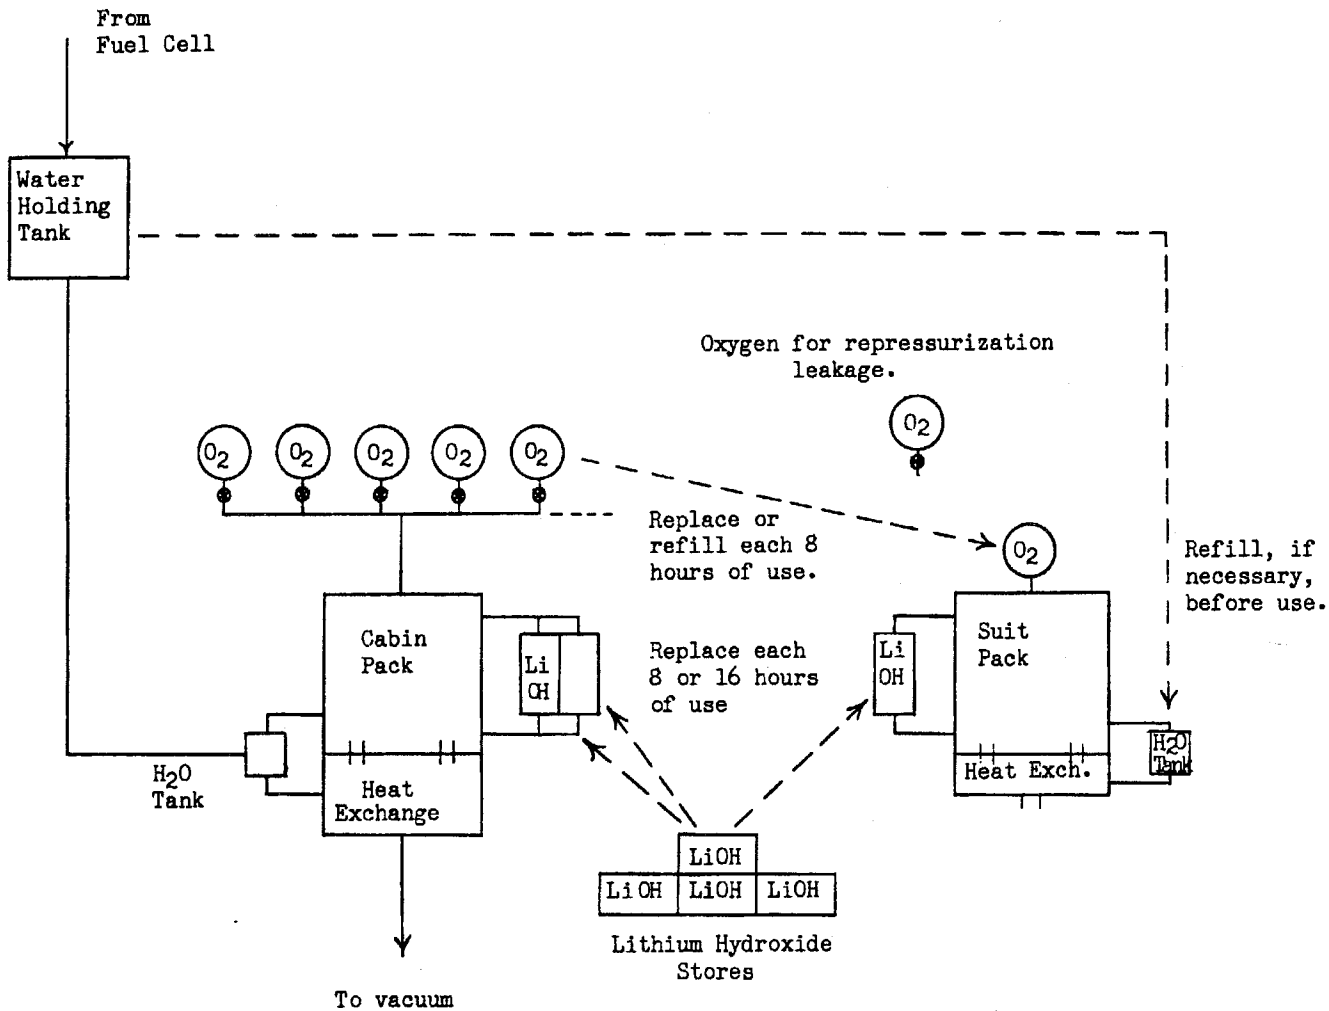 From
Fuel Cell
Water
Holding
Tank
Oxygen for repressurization
leakage.
O2
O2 O2 O2 O2 O2
Replace or
refill each 8
hours of use.
O2
Refill, if
necessary,
before use.
Cabin
Pack
Li
OH
Replace each
8 or 16 hours
of use
Li
OH
Suit
Pack
H2O
Tank
Heat
Exchange
Heat Exch.
H2O
Tank
LiOH
LiOH LiOH LiOH
Lithium Hydroxide
Stores
To vacuum